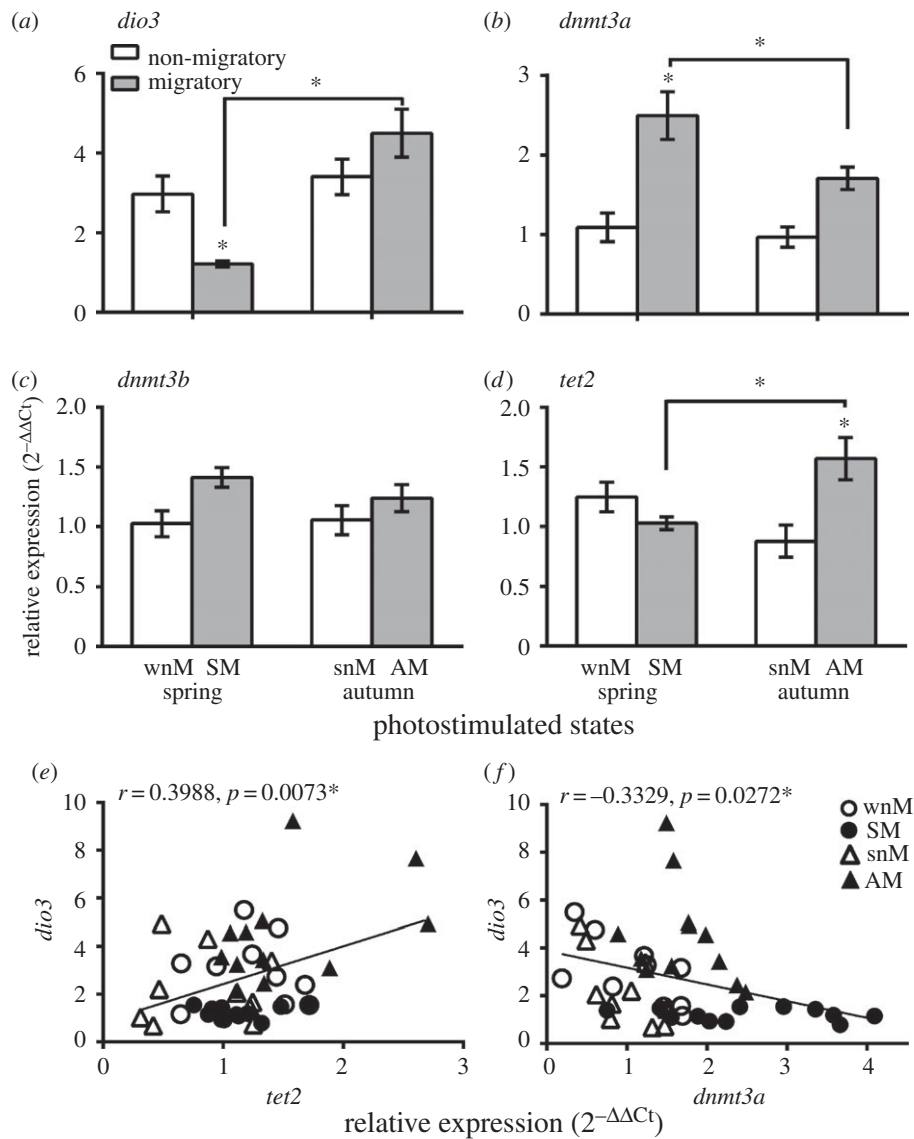 (a) dio3
non-migratory
migratory
*
*
6
4
2
0
(b) dnmt3a
*
*
3
2
1
0
(c) dnmt3b
relative expression (2–ΔΔCt)
2.0
1.5
1.0
0.5
0
wnM SM snM AM
spring autumn
(d) tet2
*
*
2.0
1.5
1.0
0.5
0
wnM SM snM AM
spring autumn
photostimulated states
(e)
r = 0.3988, p = 0.0073*
dio3
10
8
6
4
2
0
0 1 2 3
tet2
(f)
r = –0.3329, p = 0.0272*
wnM
SM
snM
AM
dio3
10
8
6
4
2
0
0 1 2 3 4
dnmt3a
relative expression (2–ΔΔCt)